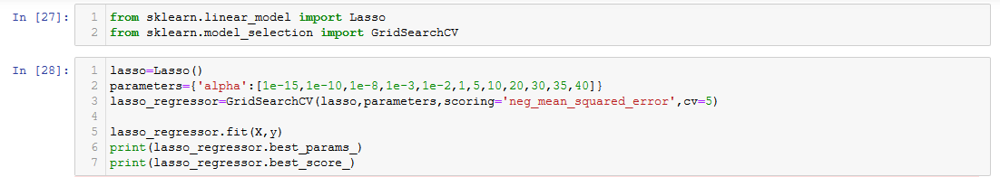 In [27]:
1 from sklearn.linear_model import Lasso
2 from sklearn.model_selection import GridSearchCV
In [28]:
1 lasso=Lasso()
2 parameters={'alpha':[1e-15,1e-10,1e-8,1e-3,1e-2,1,5,10,20,30,35,40]}
3 lasso_regressor=GridSearchCV(lasso,parameters,scoring='neg_mean_squared_error',cv=5)
4
5 lasso_regressor.fit(X,y)
6 print(lasso_regressor.best_params_)
7 print(lasso_regressor.best_score_)